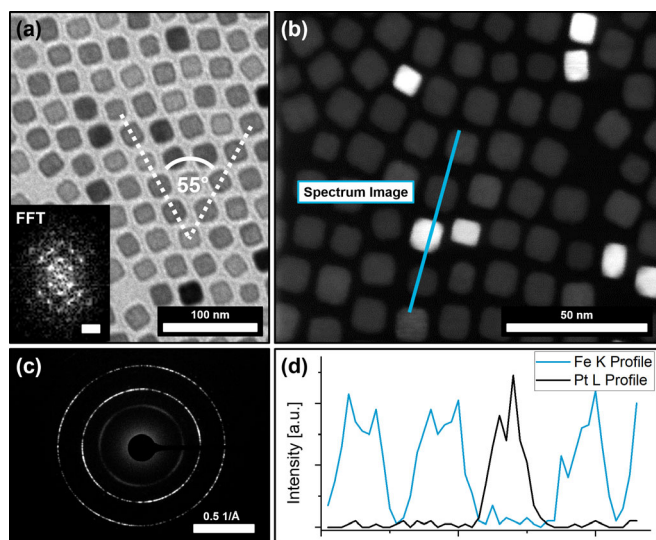 (a)
55°
FFT
100 nm
(b)
Spectrum Image
50 nm
(c)
0.5 1/Å
(d)
Fe K Profile
Pt L Profile
Intensity [a.u.]